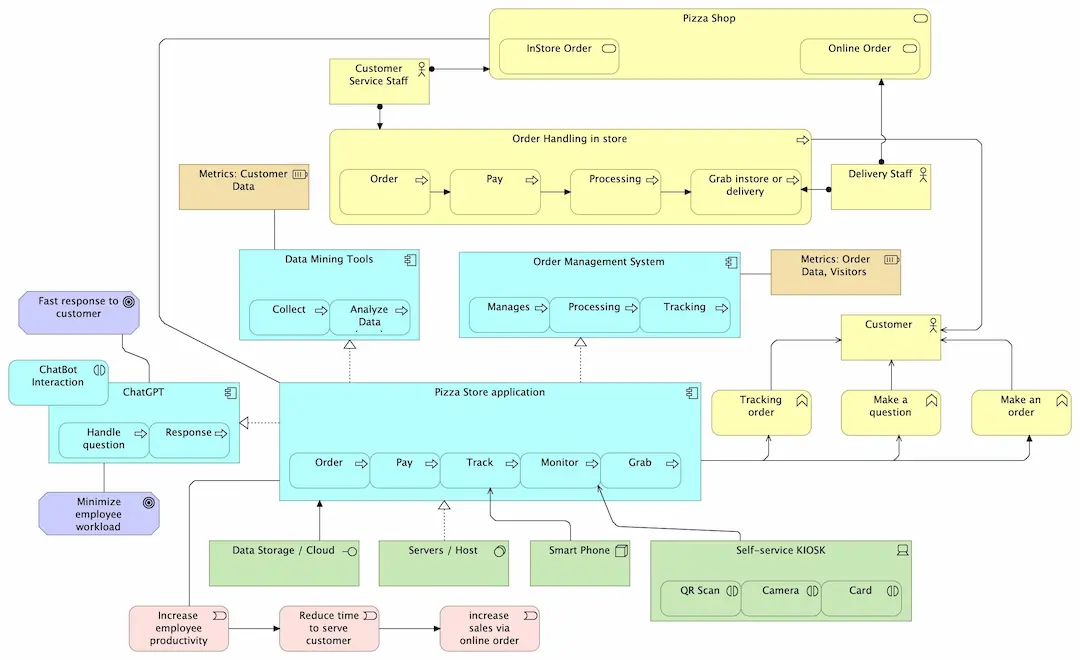 Pizza Shop
InStore Order
Online Order
Customer
Service Staff
Order Handling in store
Order
Pay
Processing
Grab instore or
delivery
Delivery Staff
Metrics: Customer
Data
Data Mining Tools
Collect
Analyze
Data
Order Management System
Manages
Processing
Tracking
Metrics: Order
Data, Visitors
Fast response to
customer
Customer
ChatBot
Interaction
ChatGPT
Handle
question
Response
Pizza Store application
Order
Pay
Track
Monitor
Grab
Tracking
order
Make a
question
Make an
order
Minimize
employee
workload
Data Storage / Cloud
Servers / Host
Smart Phone
Self-service KIOSK
QR Scan
Camera
Card
Increase
employee
productivity
Reduce time
to serve
customer
increase
sales via
online order